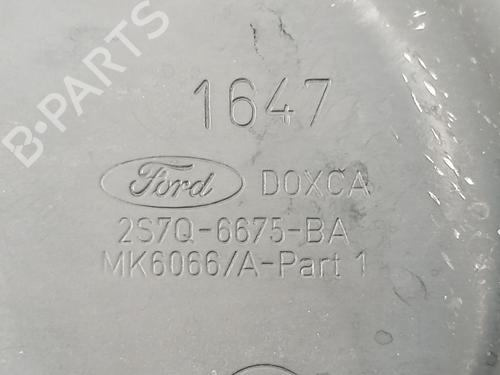 B-PARTS
1647
Ford DOXCA
2S7Q-6675-BA
MK6066/A-Part 1